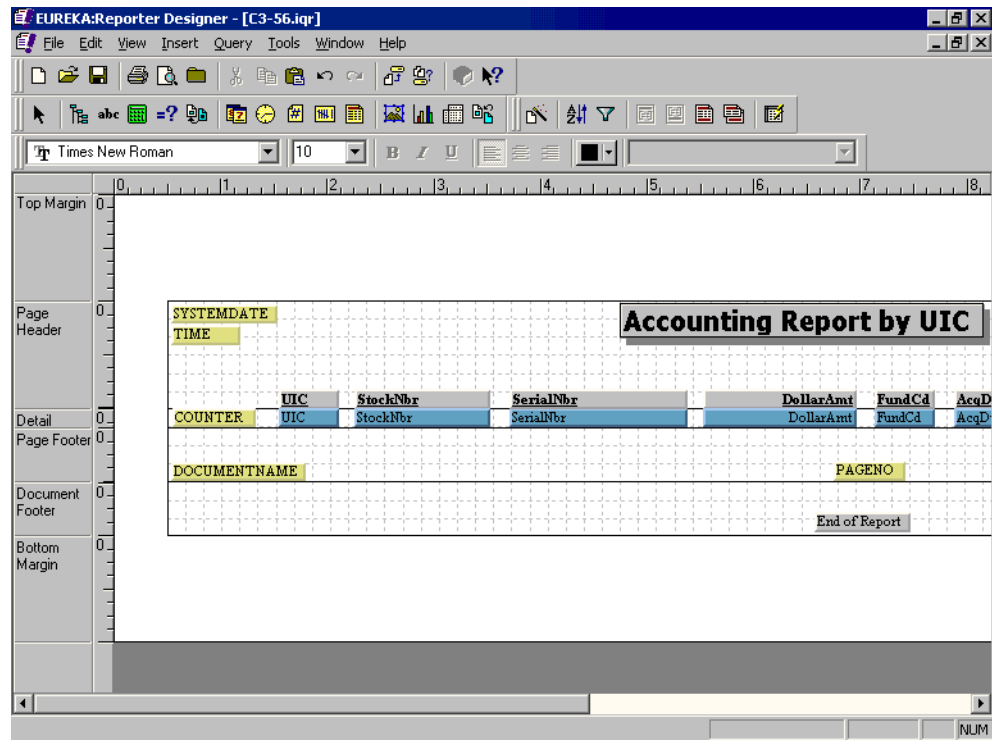 EUREKA:Reporter Designer - [C3-56.iqr]
File Edit View Insert Query Tools Window Help
abc =?
Times New Roman 10 B I U
0 1 2 3 4 5 6 7 8
Top Margin 0
Page Header 0
SYSTEMDATE
TIME
Accounting Report by UIC
UIC StockNbr SerialNbr DollarAmt FundCd AcqD
Detail 0 COUNTER UIC StockNbr SerialNbr DollarAmt FundCd
Page Footer 0
DOCUMENTNAME PAGENO
Document Footer 0
End of Report
Bottom Margin 0
NUM